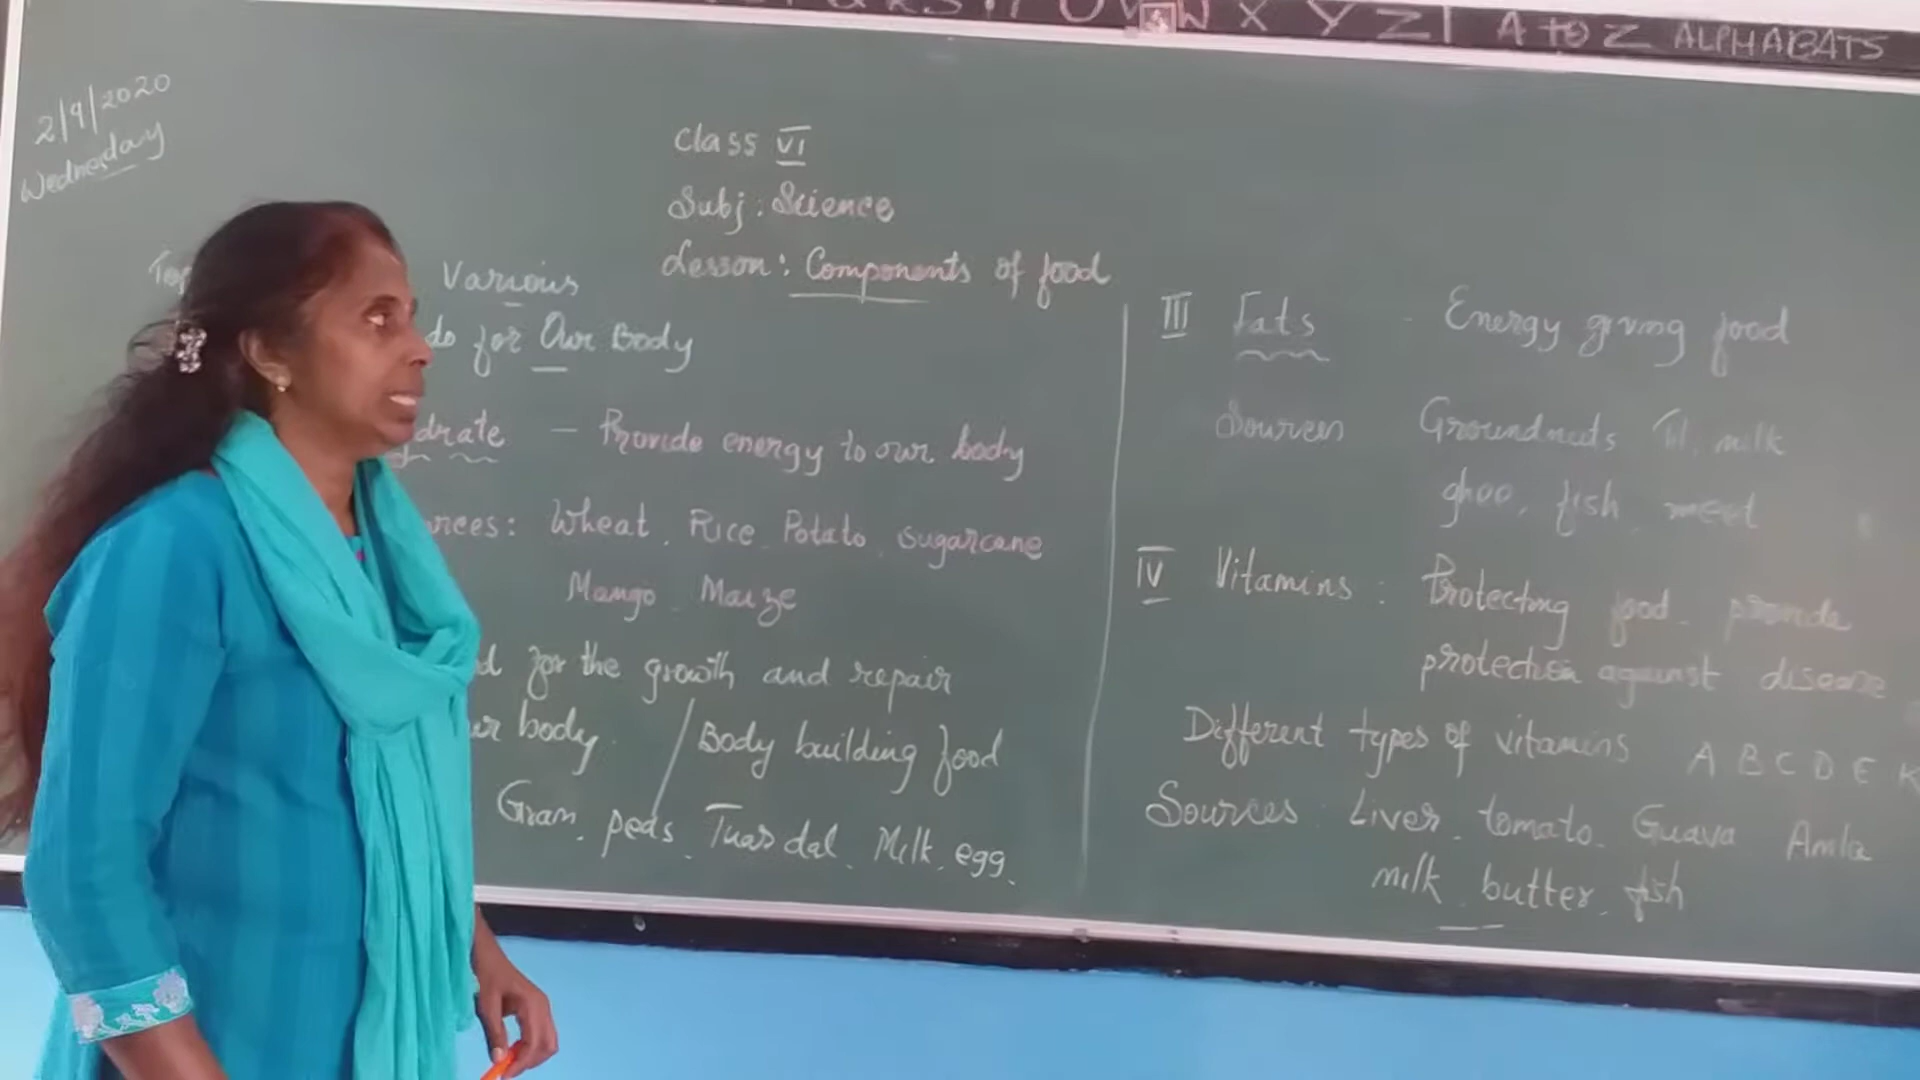 W X Y Z | A to Z ALPHABATS
2/9/2020
Wednesday
Class VI
Subj: Science
Lesson: Components of food
Various
for Our Body
drate — Provide energy to our body
rces: Wheat, Rice Potato, sugarcane
Mango Maize
for the growth and repair
body / Body building food
Gram, peas, Tuar dal, Milk, egg,
III Fats - Energy giving food
Sources Groundnuts Til, milk
ghee, fish, meat
IV Vitamins : Protecting food provide
protection against disease
Different types of vitamins A B C D E K
Sources : Liver, tomato, Guava Amla
milk, butter, fish